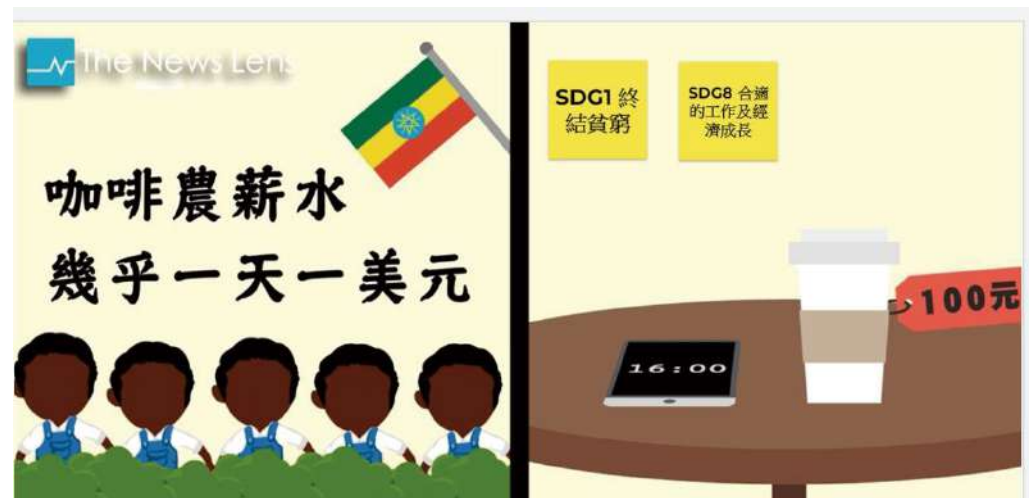 The News Lens
咖啡農薪水
幾乎一天一美元
SDG1 終
結貧窮
SDG8 合適
的工作及經
濟成長
100元
16:00